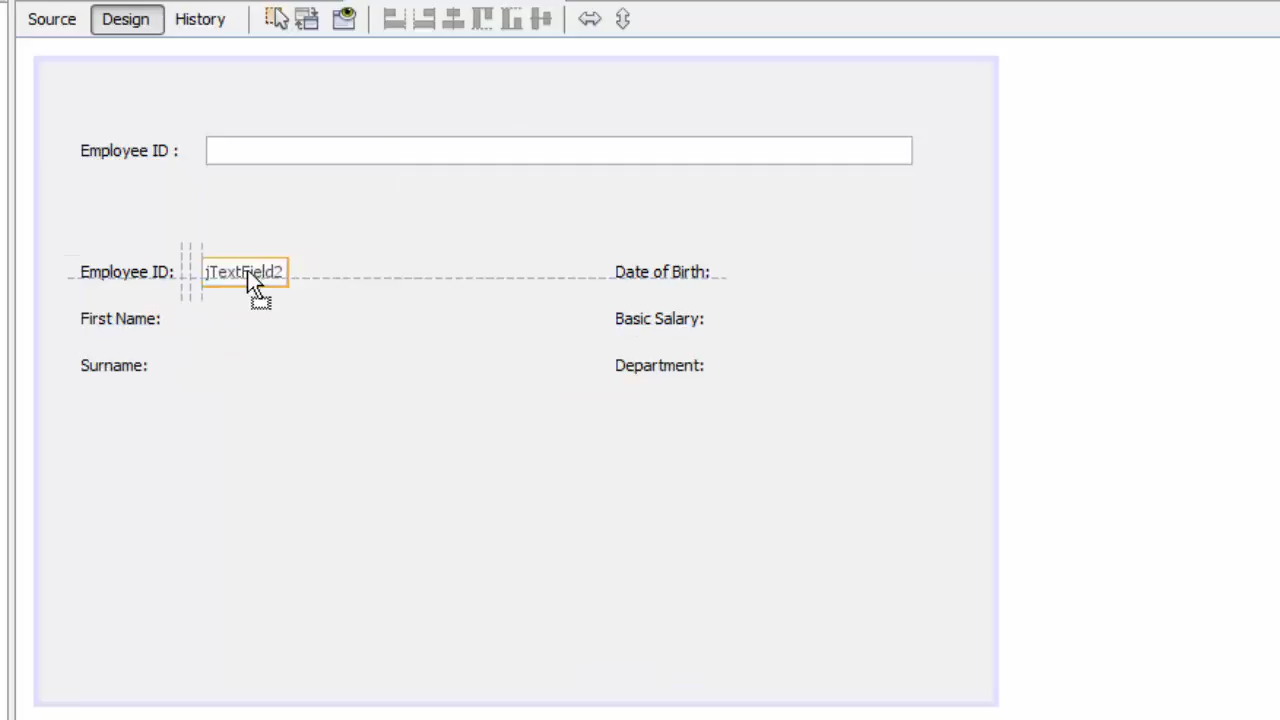 Source Design History
Employee ID :
Employee ID: jTextField2 Date of Birth:
First Name: Basic Salary:
Surname: Department: